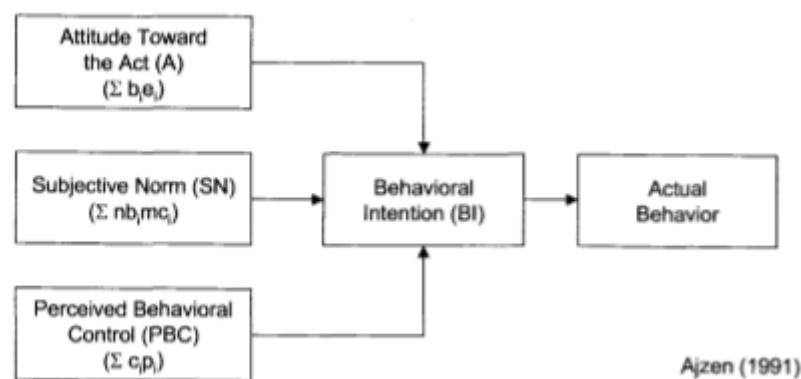 Attitude Toward
the Act (A)
(Σ bᵢeᵢ)
Subjective Norm (SN)
(Σ nbᵢmcᵢ)
Behavioral
Intention (BI)
Actual
Behavior
Perceived Behavioral
Control (PBC)
(Σ cᵢpᵢ)
Ajzen (1991)